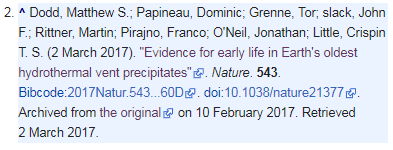 2. ^ Dodd, Matthew S.; Papineau, Dominic; Grenne, Tor; slack, John
F.; Rittner, Martin; Pirajno, Franco; O'Neil, Jonathan; Little, Crispin
T. S. (2 March 2017). "Evidence for early life in Earth's oldest
hydrothermal vent precipitates". Nature. 543.
Bibcode:2017Natur.543...60D. doi:10.1038/nature21377.
Archived from the original on 10 February 2017. Retrieved
2 March 2017.